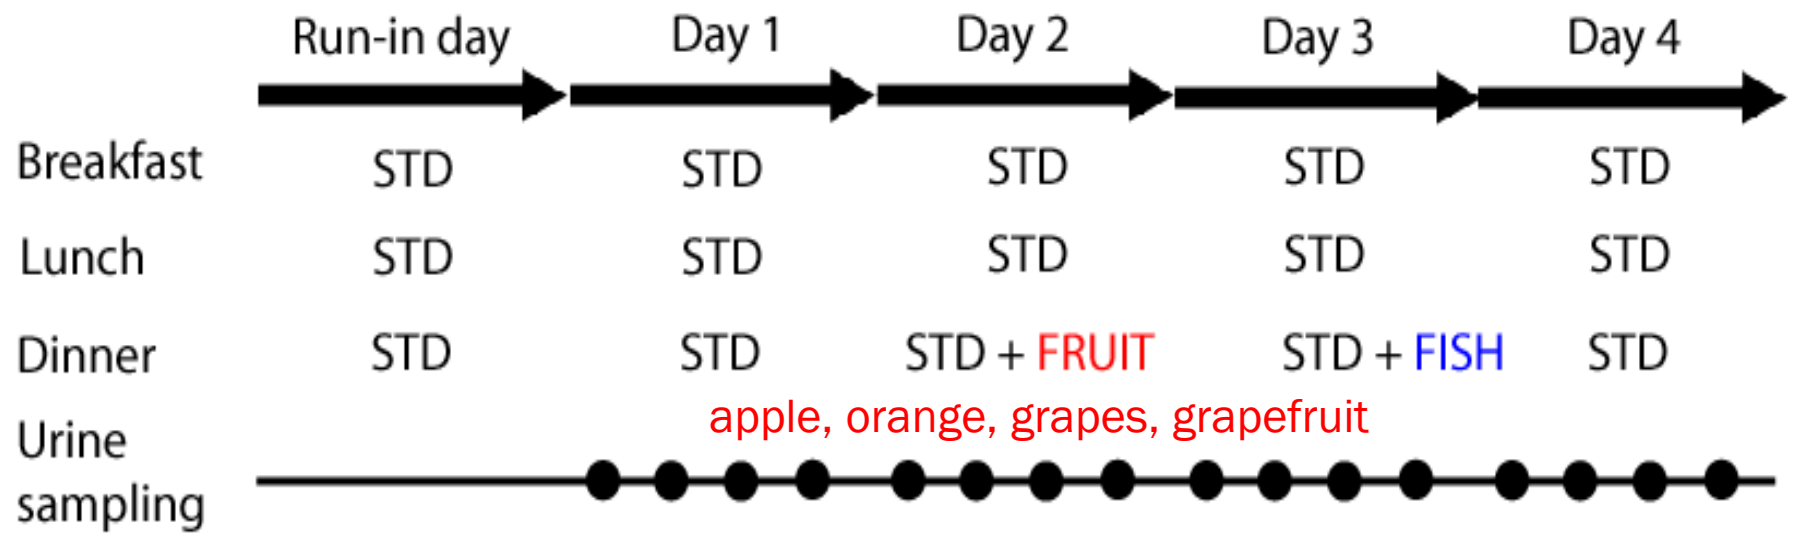 Run-in day Day 1 Day 2 Day 3 Day 4
Breakfast STD STD STD STD STD
Lunch STD STD STD STD STD
Dinner STD STD STD + FRUIT STD + FISH STD
apple, orange, grapes, grapefruit
Urine
sampling